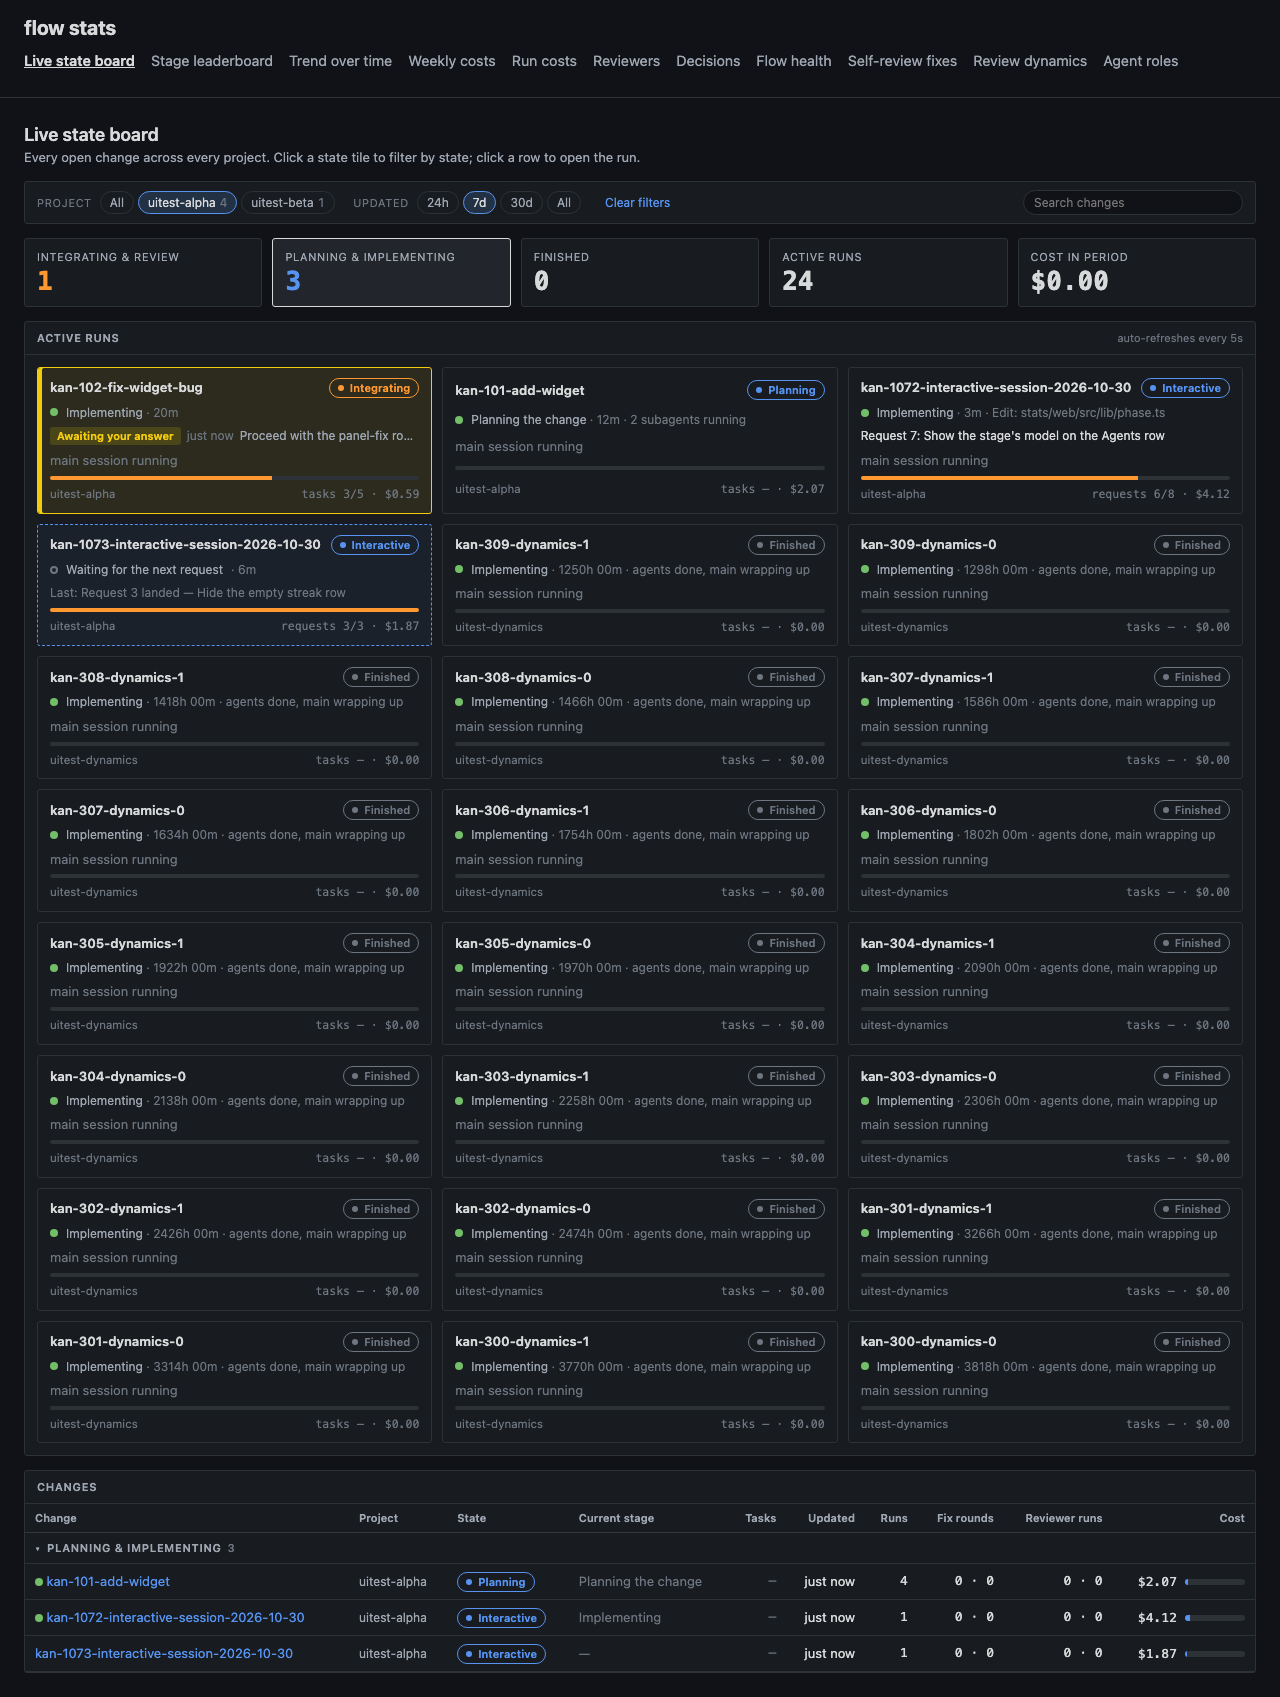 flow stats
Live state board Stage leaderboard Trend over time Weekly costs Run costs Reviewers Decisions Flow health Self-review fixes Review dynamics Agent roles
Live state board
Every open change across every project. Click a state tile to filter by state; click a row to open the run.
PROJECT All uitest-alpha 4 uitest-beta 1 UPDATED 24h 7d 30d All Clear filters Search changes
INTEGRATING & REVIEW PLANNING & IMPLEMENTING FINISHED ACTIVE RUNS COST IN PERIOD
1 3 0 24 $0.00
ACTIVE RUNS auto-refreshes every 5s
kan-102-fix-widget-bug Integrating
Implementing · 20m
Awaiting your answer just now Proceed with the panel-fix ro...
main session running
uitest-alpha tasks 3/5 · $0.59
kan-101-add-widget Planning
Planning the change · 12m · 2 subagents running
main session running
uitest-alpha tasks — · $2.07
kan-1072-interactive-session-2026-10-30 Interactive
Implementing · 3m · Edit: stats/web/src/lib/phase.ts
Request 7: Show the stage's model on the Agents row
main session running
uitest-alpha requests 6/8 · $4.12
kan-1073-interactive-session-2026-10-30 Interactive
Waiting for the next request · 6m
Last: Request 3 landed — Hide the empty streak row
uitest-alpha requests 3/3 · $1.87
kan-309-dynamics-1 Finished
Implementing · 1250h 00m · agents done, main wrapping up
main session running
uitest-dynamics tasks — · $0.00
kan-309-dynamics-0 Finished
Implementing · 1298h 00m · agents done, main wrapping up
main session running
uitest-dynamics tasks — · $0.00
kan-308-dynamics-1 Finished
Implementing · 1418h 00m · agents done, main wrapping up
main session running
uitest-dynamics tasks — · $0.00
kan-308-dynamics-0 Finished
Implementing · 1466h 00m · agents done, main wrapping up
main session running
uitest-dynamics tasks — · $0.00
kan-307-dynamics-1 Finished
Implementing · 1586h 00m · agents done, main wrapping up
main session running
uitest-dynamics tasks — · $0.00
kan-307-dynamics-0 Finished
Implementing · 1634h 00m · agents done, main wrapping up
main session running
uitest-dynamics tasks — · $0.00
kan-306-dynamics-1 Finished
Implementing · 1754h 00m · agents done, main wrapping up
main session running
uitest-dynamics tasks — · $0.00
kan-306-dynamics-0 Finished
Implementing · 1802h 00m · agents done, main wrapping up
main session running
uitest-dynamics tasks — · $0.00
kan-305-dynamics-1 Finished
Implementing · 1922h 00m · agents done, main wrapping up
main session running
uitest-dynamics tasks — · $0.00
kan-305-dynamics-0 Finished
Implementing · 1970h 00m · agents done, main wrapping up
main session running
uitest-dynamics tasks — · $0.00
kan-304-dynamics-1 Finished
Implementing · 2090h 00m · agents done, main wrapping up
main session running
uitest-dynamics tasks — · $0.00
kan-304-dynamics-0 Finished
Implementing · 2138h 00m · agents done, main wrapping up
main session running
uitest-dynamics tasks — · $0.00
kan-303-dynamics-1 Finished
Implementing · 2258h 00m · agents done, main wrapping up
main session running
uitest-dynamics tasks — · $0.00
kan-303-dynamics-0 Finished
Implementing · 2306h 00m · agents done, main wrapping up
main session running
uitest-dynamics tasks — · $0.00
kan-302-dynamics-1 Finished
Implementing · 2426h 00m · agents done, main wrapping up
main session running
uitest-dynamics tasks — · $0.00
kan-302-dynamics-0 Finished
Implementing · 2474h 00m · agents done, main wrapping up
main session running
uitest-dynamics tasks — · $0.00
kan-301-dynamics-1 Finished
Implementing · 3266h 00m · agents done, main wrapping up
main session running
uitest-dynamics tasks — · $0.00
kan-301-dynamics-0 Finished
Implementing · 3314h 00m · agents done, main wrapping up
main session running
uitest-dynamics tasks — · $0.00
kan-300-dynamics-1 Finished
Implementing · 3770h 00m · agents done, main wrapping up
main session running
uitest-dynamics tasks — · $0.00
kan-300-dynamics-0 Finished
Implementing · 3818h 00m · agents done, main wrapping up
main session running
uitest-dynamics tasks — · $0.00
CHANGES
Change Project State Current stage Tasks Updated Runs Fix rounds Reviewer runs Cost
PLANNING & IMPLEMENTING 3
kan-101-add-widget uitest-alpha Planning Planning the change — just now 4 0 · 0 0 · 0 $2.07
kan-1072-interactive-session-2026-10-30 uitest-alpha Interactive Implementing — just now 1 0 · 0 0 · 0 $4.12
kan-1073-interactive-session-2026-10-30 uitest-alpha Interactive — — just now 1 0 · 0 0 · 0 $1.87